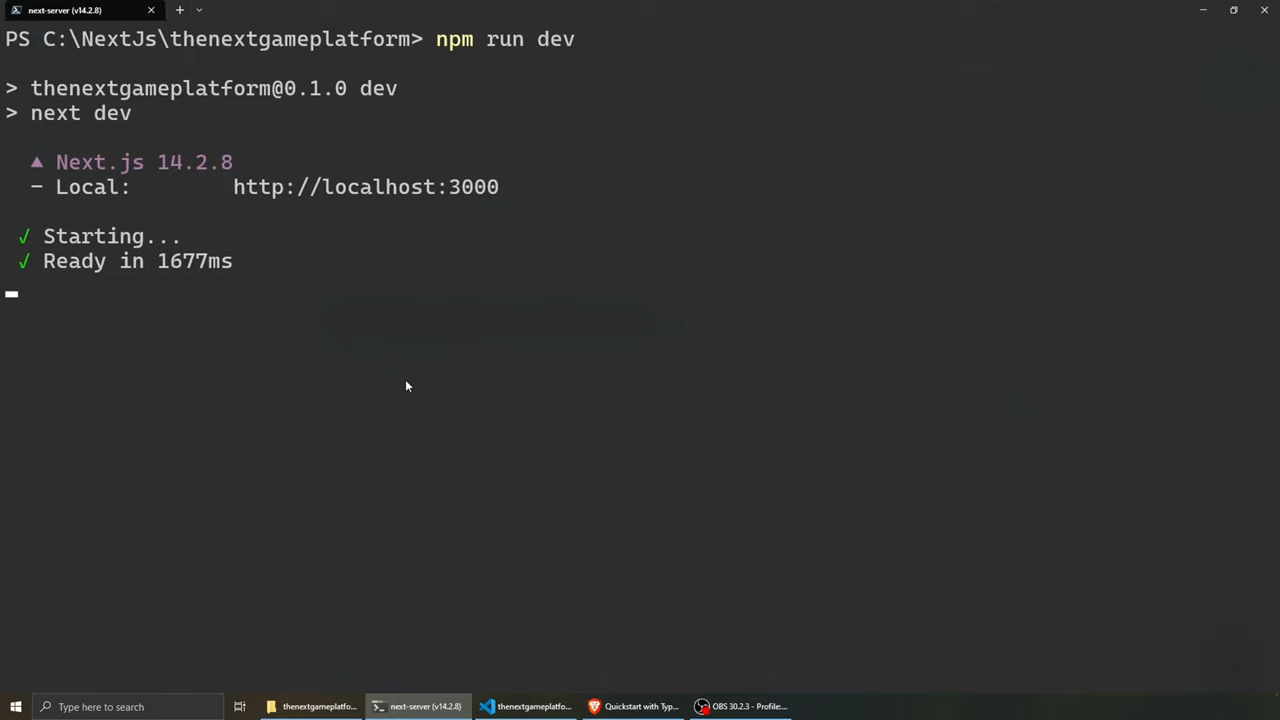 next-server (v14.2.8)
PS C:\NextJs\thenextgameplatform> npm run dev
> thenextgameplatform@0.1.0 dev
> next dev
▲ Next.js 14.2.8
- Local: http://localhost:3000
✓ Starting...
✓ Ready in 1677ms
Type here to search
thenextgameplatfo...
next-server (v14.2.8)
thenextgameplatfo...
Quickstart with Typ...
OBS 30.2.3 - Profile:...